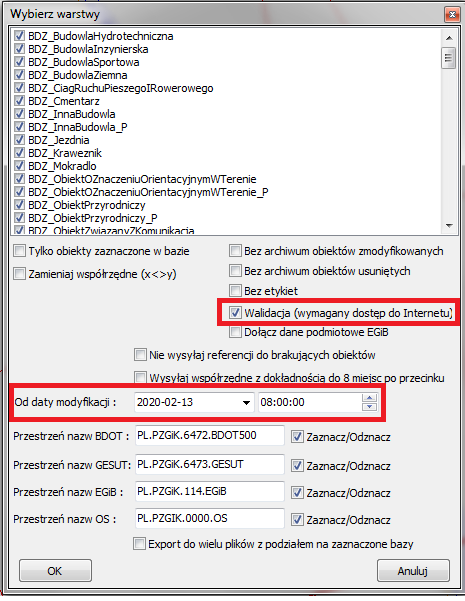 Wybierz warstwy
BDZ_BudowlaHydrotechniczna
BDZ_BudowlaInzynierska
BDZ_BudowlaSportowa
BDZ_BudowlaZiemna
BDZ_CiagRuchuPieszegoIRowerowego
BDZ_Cmentarz
BDZ_InnaBudowla
BDZ_InnaBudowla_P
BDZ_Jezdnia
BDZ_Kraweznik
BDZ_Mokradlo
BDZ_ObiektOZnaczeniuOrientacyjnymWTerenie
BDZ_ObiektOZnaczeniuOrientacyjnymWTerenie_P
BDZ_ObiektPrzyrodniczy
BDZ_ObiektPrzyrodniczy_P
BDZ_ObiektZwiazanyZKomunikacja
Tylko obiekty zaznaczone w bazie
Bez archiwum obiektów zmodyfikowanych
Zamieniaj współrzędne (x<>y)
Bez archiwum obiektów usuniętych
Bez etykiet
Walidacja (wymagany dostęp do Internetu)
Dołącz dane podmiotowe EGiB
Nie wysyłaj referencji do brakujących obiektów
Wysyłaj współrzędne z dokładnością do 8 miejsc po przecinku
Od daty modyfikacji : 2020-02-13 08:00:00
Przestrzeń nazw BDOT : PL.PZGiK.6472.BDOT500 Zaznacz/Odznacz
Przestrzeń nazw GESUT: PL.PZGiK.6473.GESUT Zaznacz/Odznacz
Przestrzeń nazw EGiB : PL.PZGiK.114.EGiB Zaznacz/Odznacz
Przestrzeń nazw OS : PL.PZGIK.0000.OS Zaznacz/Odznacz
Export do wielu plików z podziałem na zaznaczone bazy
OK Anuluj